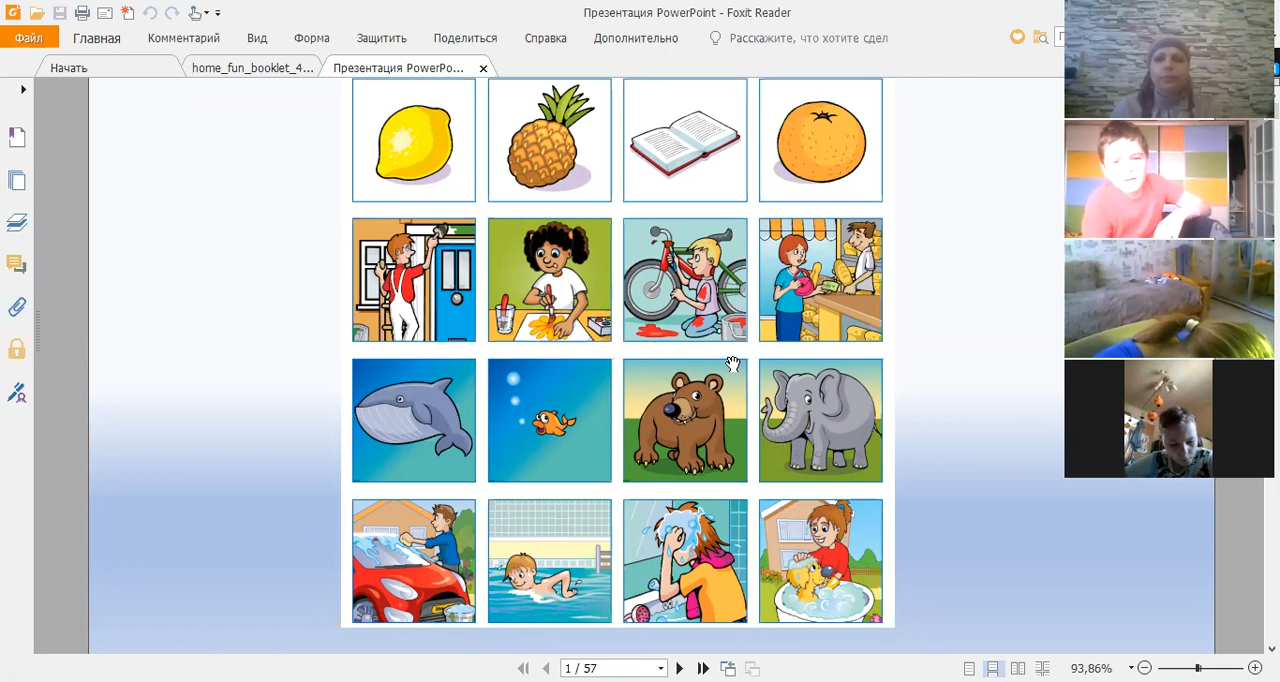 Презентация PowerPoint - Foxit Reader
Файл Главная Комментарий Вид Форма Защитить Поделиться Справка Дополнительно Расскажите, что хотите сдел
Начать home_fun_booklet_4... Презентация PowerPo...
1 / 57 93,86%